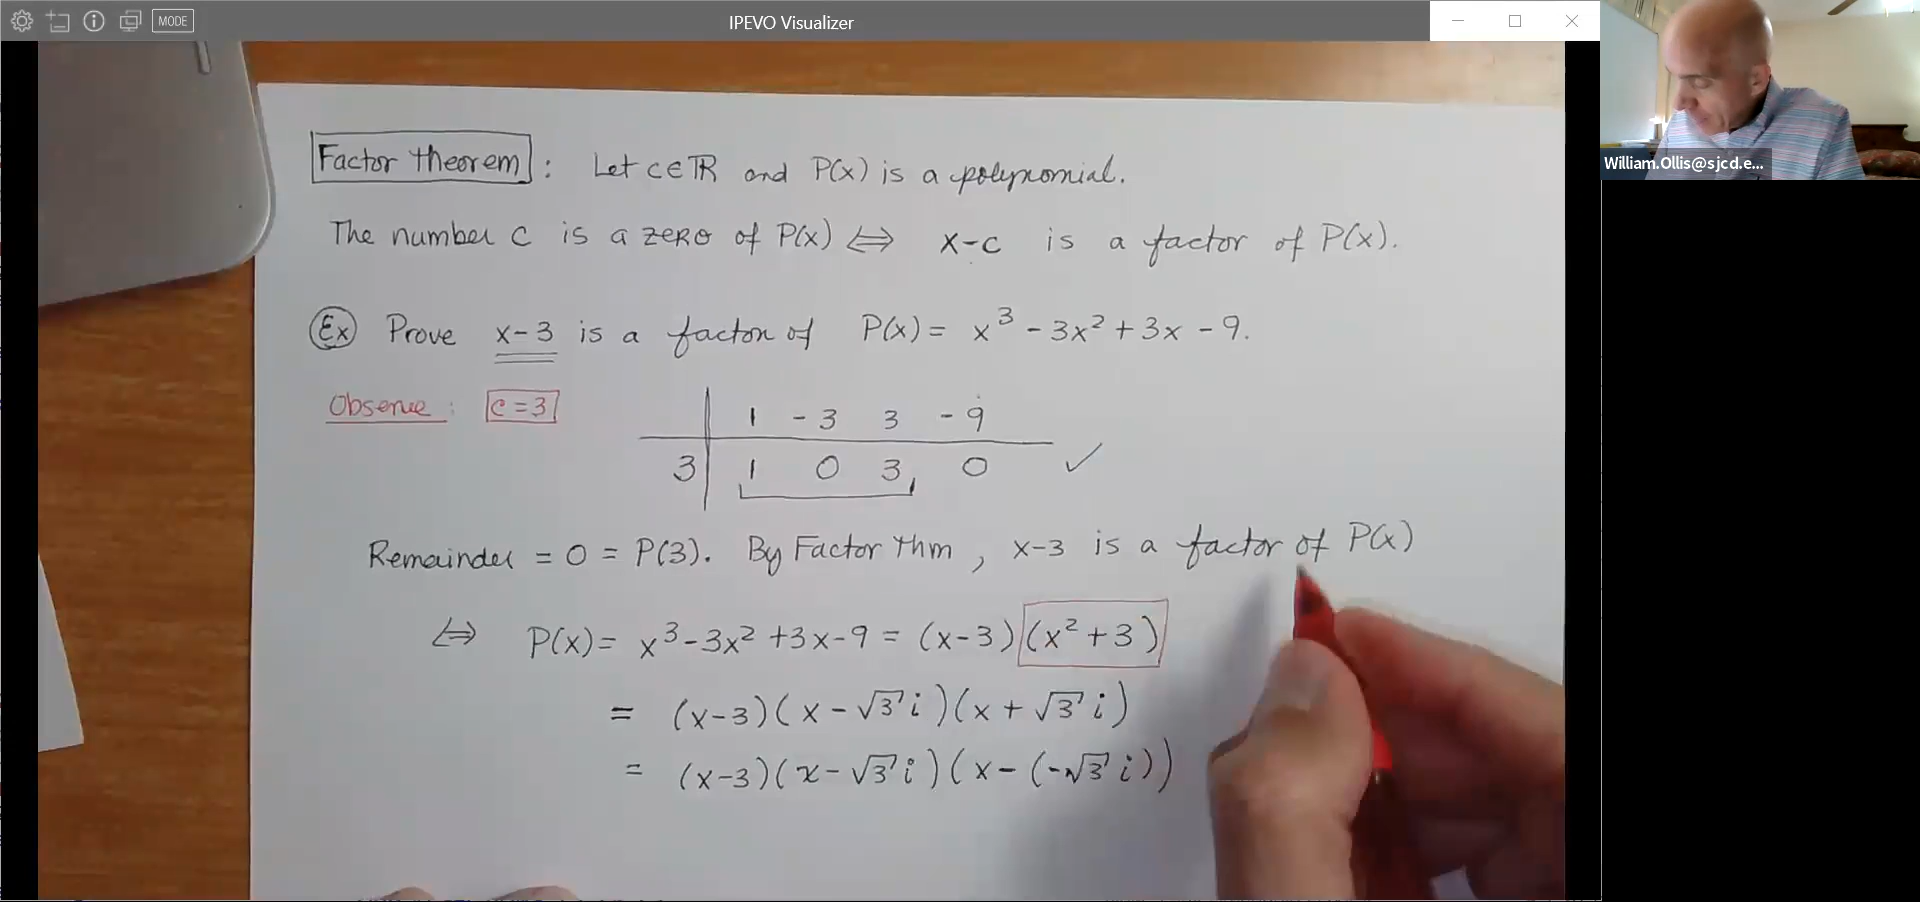 MODE
IPEVO Visualizer
William.Ollis@sjcd.e...
Factor theorem : Let c∈ℝ and P(x) is a polynomial.
The number c is a zero of P(x) ⟺ x-c is a factor of P(x).
Ex Prove x-3 is a factor of P(x) = x³ - 3x² + 3x - 9.
Observe : c=3
1 -3 3 -9
3 1 0 3 0 ✓
Remainder = 0 = P(3). By Factor Thm, x-3 is a factor of P(x)
⟺ P(x) = x³ - 3x² + 3x - 9 = (x-3)(x² + 3)
= (x-3)(x - √3 i)(x + √3 i)
= (x-3)(x - √3 i)(x - (-√3 i))